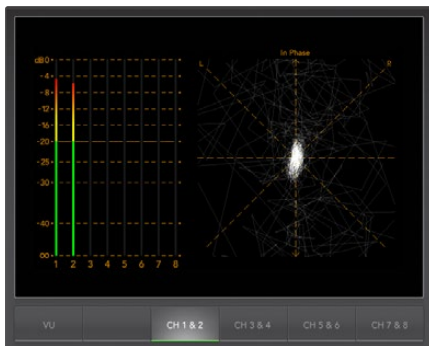 In Phase
dB 0
L
R
-4
-8
-12
-16
-20
-25
-30
-40
∞
1 2 3 4 5 6 7 8
VU
CH 1 & 2
CH 3 & 4
CH 5 & 6
CH 7 & 8